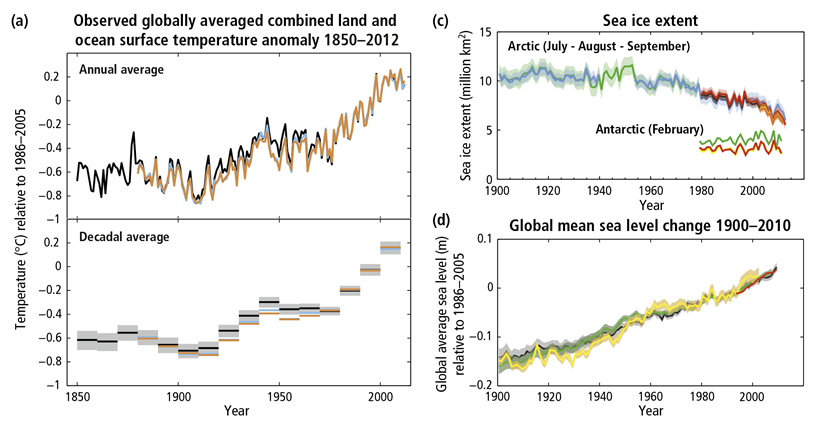 (a)
Observed globally averaged combined land and
ocean surface temperature anomaly 1850–2012
Annual average
0.2
0
−0.2
−0.4
−0.6
−0.8
−1
Decadal average
0.2
0
−0.2
−0.4
−0.6
−0.8
−1
Temperature (°C) relative to 1986–2005
1850
1900
1950
2000
Year
(c)
Sea ice extent
Arctic (July - August - September)
Antarctic (February)
15
10
5
0
Sea ice extent (million km²)
1900
1920
1940
1960
1980
2000
Year
(d)
Global mean sea level change 1900–2010
0.1
0
−0.1
−0.2
Global average sea level (m)
relative to 1986–2005
1900
1920
1940
1960
1980
2000
Year